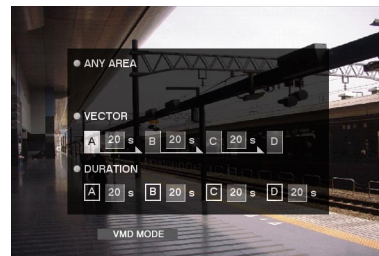 ANY AREA
VECTOR
A 20 s B 20 s C 20 s D
DURATION
A 20 s B 20 s C 20 s D 20 s
VMD MODE